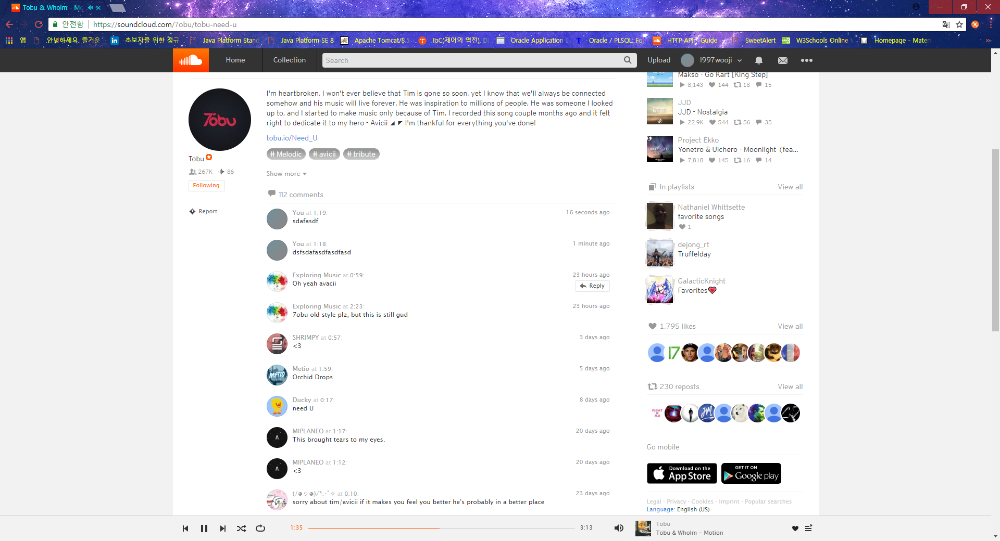 Tobu & Wholm - Mo
안전함 | https://soundcloud.com/7obu/tobu-need-u
앱 안녕하세요. 즐거운 초보자를 위한 정규 Java Platform Stand Java Platform SE 8 Apache Tomcat/8.5 IoC(제어의 역전), D Oracle Application Oracle / PLSQL: HTTP API - Guide SweetAlert W3Schools Online Homepage - Materi
Home
Collection
Search
Upload
1997wooji
I'm heartbroken, I won't ever believe that Tim is gone so soon, yet I know that we'll always be connected
somehow and his music will live forever. He was inspiration to millions of people. He was someone I looked
up to, and I started to make music only because of Tim. I recorded this song couple months ago and it felt
right to dedicate it to my hero - Avicii ◢ ◤ I'm thankful for everything you've done!
tobu.io/Need_U
# Melodic # avicii # tribute
Show more
7obu
Tobu
267K 86
Following
Report
112 comments
You at 1:19: 16 seconds ago
sdafasdf
You at 1:18: 1 minute ago
dsfsdafasdfasdfasd
Exploring Music at 0:59: 23 hours ago
Oh yeah avacii
Reply
Exploring Music at 2:23: 23 hours ago
7obu old style plz, but this is still gud
SHRIMPY at 0:57: 3 days ago
<3
METIO
Metio at 1:59: 5 days ago
Orchid Drops
Ducky at 0:17: 8 days ago
need U
MIPLANEO at 1:17: 20 days ago
This brought tears to my eyes.
MIPLANEO at 1:12: 20 days ago
<3
(/◕ヮ◕)/*:･ﾟ✧ at 0:10: 23 days ago
sorry about tim/avicii if it makes you feel you better he's probably in a better place
Makso - Go Kart [King Step]
8,143 144 18 15
JJD
JJD - Nostalgia
22.9K 544 56 35
Project Ekko
Yonetro & Ulchero - Moonlight (fea...
7,818 145 16 14
In playlists View all
Nathaniel Whittsette
favorite songs
1
dejong_rt
Truffelday
GalacticKnight
Favorites❤
1,795 likes View all
17
230 reposts View all
FLOAT N FLY
JM
Go mobile
Download on the
App Store
GET IT ON
Google play
Legal - Privacy - Cookies - Imprint - Popular searches
Language: English (US)
1:35
3:13
Tobu
Tobu & Wholm - Motion